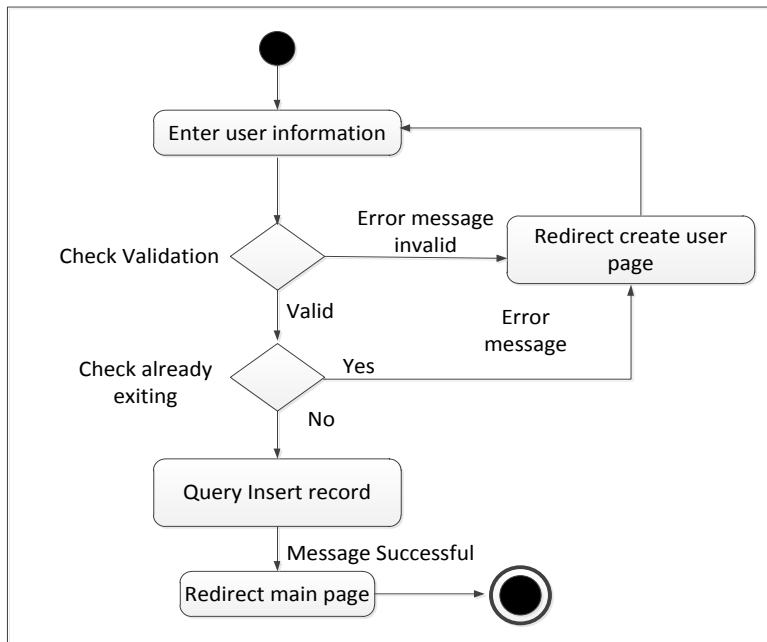 Enter user information
Error message
invalid
Redirect create user
page
Check Validation
Valid
Error
message
Check already
exiting
Yes
No
Query Insert record
Message Successful
Redirect main page